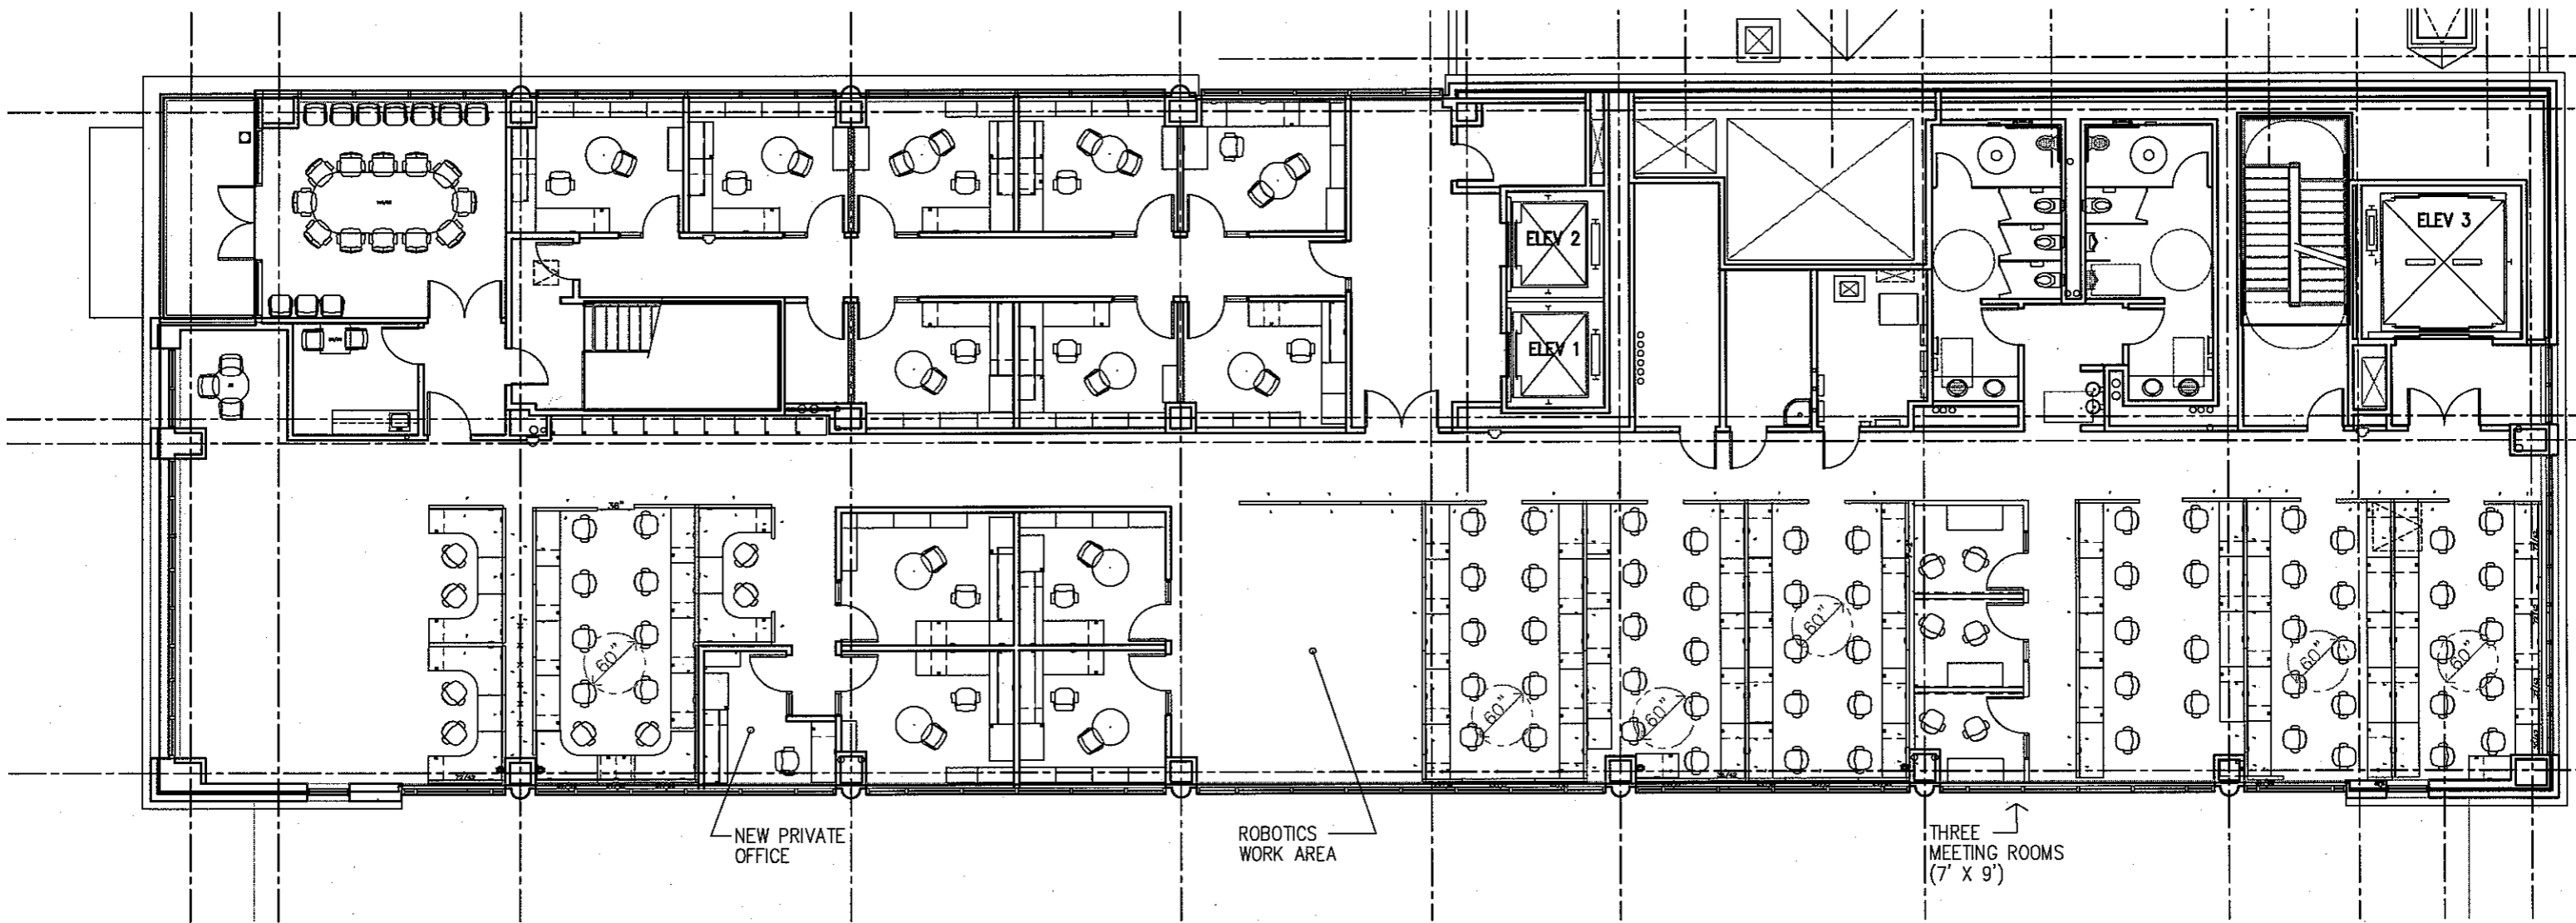 ELEV 2
ELEV 3
ELEV 1
36"
60"
60"
60"
60"
60"
60"
NEW PRIVATE
OFFICE
ROBOTICS
WORK AREA
THREE
MEETING ROOMS
(7' X 9')